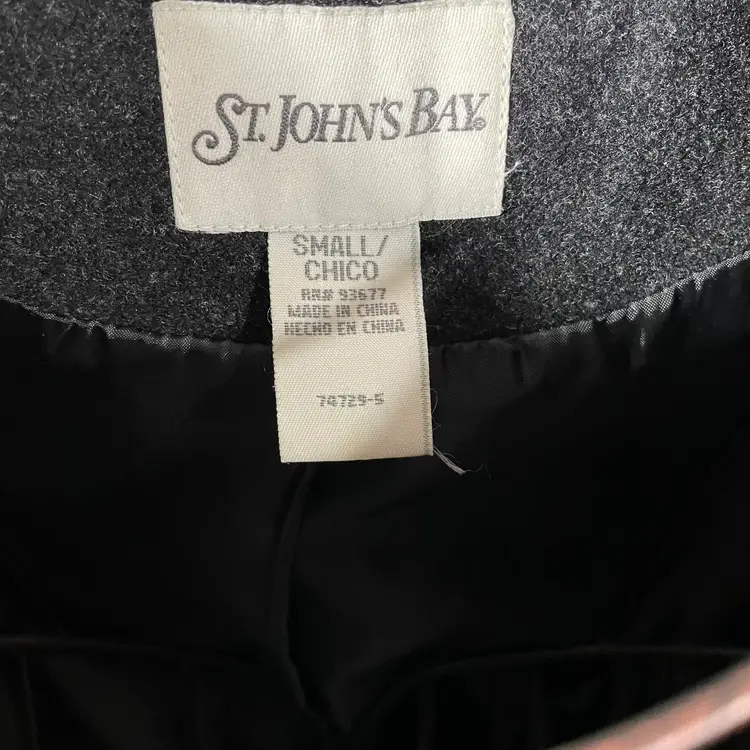 ST. JOHN'S BAY®
SMALL/
CHICO
RN# 93677
MADE IN CHINA
HECHO EN CHINA
74729-5